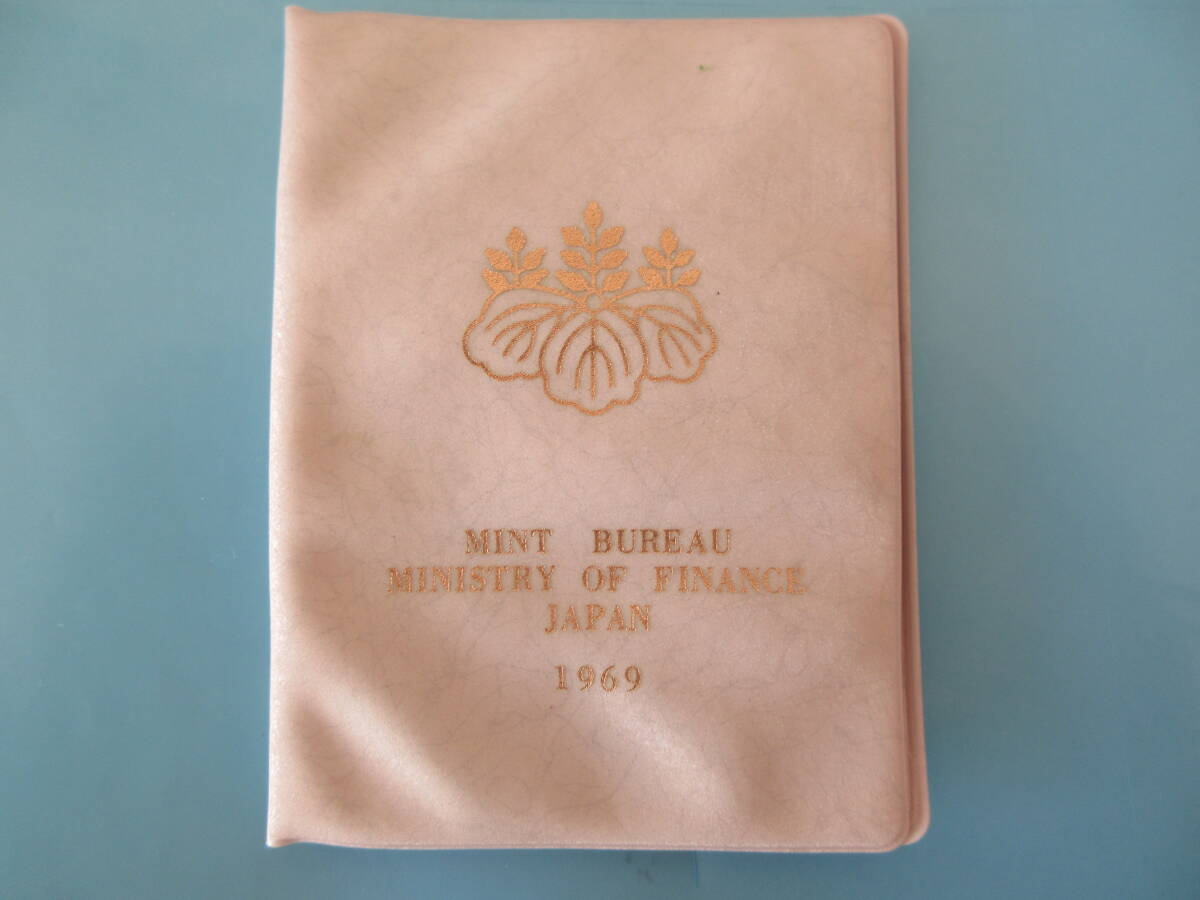 MINT BUREAU
MINISTRY OF FINANCE
JAPAN
1969